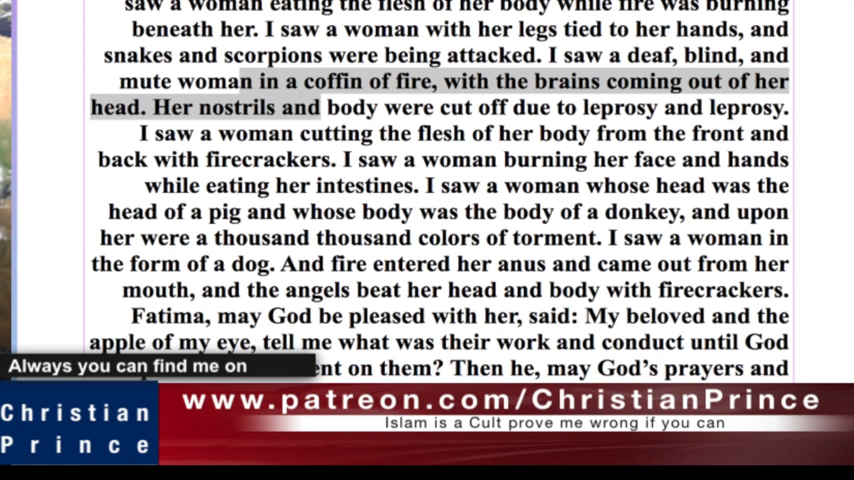 saw a woman eating the flesh of her body while fire was burning
beneath her. I saw a woman with her legs tied to her hands, and
snakes and scorpions were being attacked. I saw a deaf, blind, and
mute woman in a coffin of fire, with the brains coming out of her
head. Her nostrils and body were cut off due to leprosy and leprosy.
I saw a woman cutting the flesh of her body from the front and
back with firecrackers. I saw a woman burning her face and hands
while eating her intestines. I saw a woman whose head was the
head of a pig and whose body was the body of a donkey, and upon
her were a thousand thousand colors of torment. I saw a woman in
the form of a dog. And fire entered her anus and came out from her
mouth, and the angels beat her head and body with firecrackers.
Fatima, may God be pleased with her, said: My beloved and the
apple of my eye, tell me what was their work and conduct until God
ent on them? Then he, may God's prayers and
Always you can find me on
Christian
Prince
www.patreon.com/ChristianPrince
Islam is a Cult prove me wrong if you can